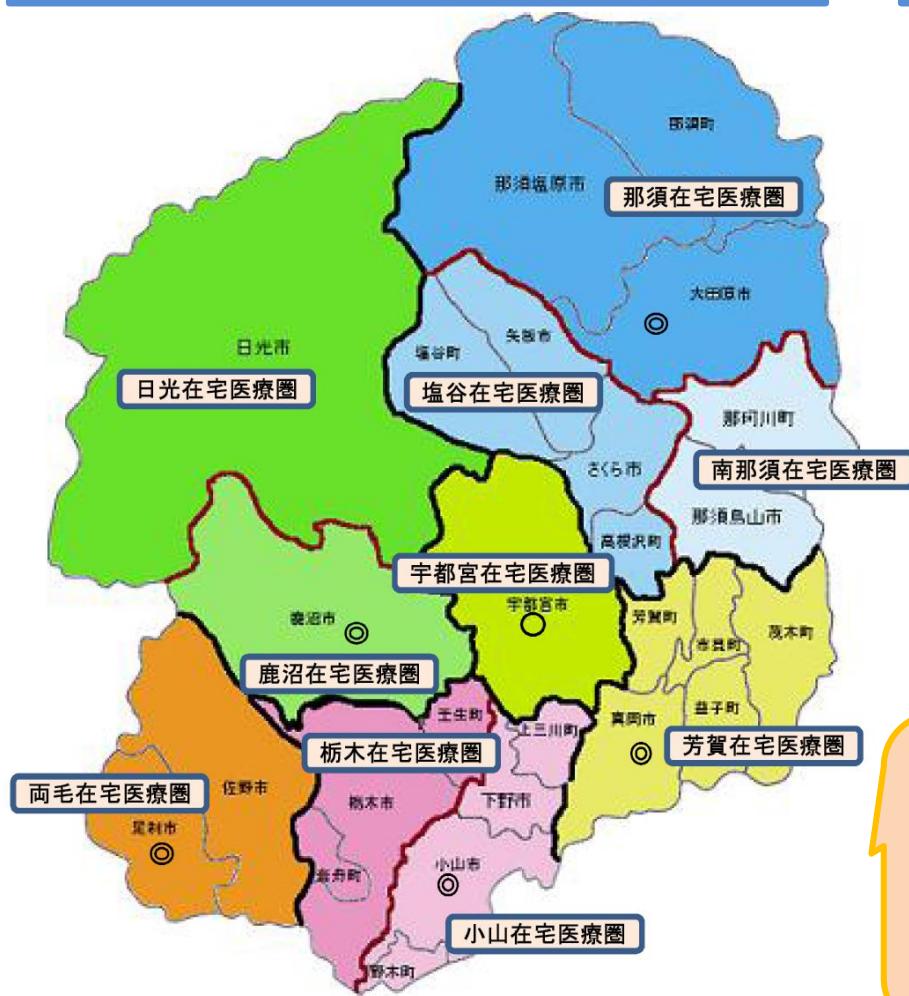 那須町
那須塩原市
那須在宅医療圏
大田原市
◎
矢板市
塩谷町
日光市
日光在宅医療圏
塩谷在宅医療圏
那珂川町
さくら市
南那須在宅医療圏
那須烏山市
高根沢町
宇都宮在宅医療圏
宇都宮市
○
芳賀町
市貝町
茂木町
鹿沼市
◎
鹿沼在宅医療圏
壬生町
上三川町
真岡市
◎
益子町
芳賀在宅医療圏
栃木在宅医療圏
両毛在宅医療圏
佐野市
栃木市
下野市
足利市
◎
岩舟町
小山市
◎
小山在宅医療圏
野木町